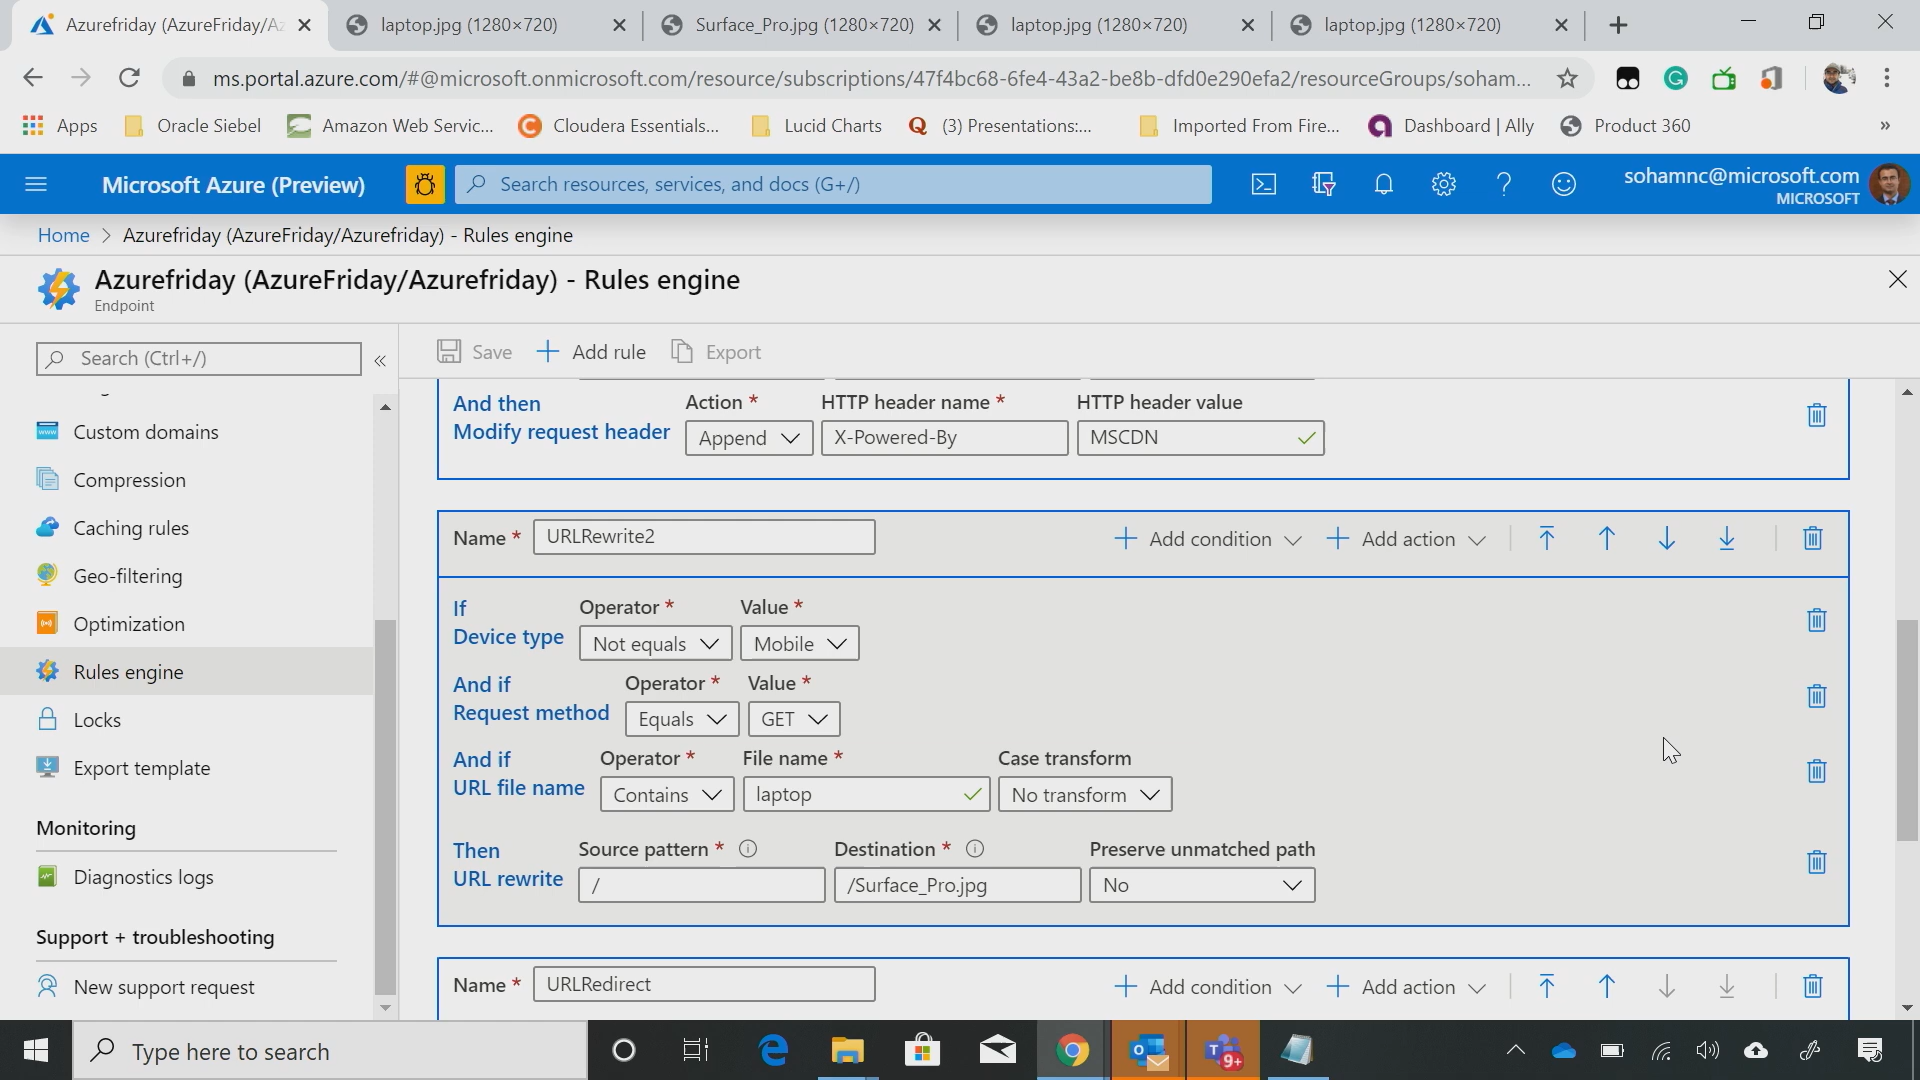 Azurefriday (AzureFriday/Az
laptop.jpg (1280×720)
Surface_Pro.jpg (1280×720)
laptop.jpg (1280×720)
laptop.jpg (1280×720)
ms.portal.azure.com/#@microsoft.onmicrosoft.com/resource/subscriptions/47f4bc68-6fe4-43a2-be8b-dfd0e290efa2/resourceGroups/soham...
Apps
Oracle Siebel
Amazon Web Servic...
Cloudera Essentials...
Lucid Charts
(3) Presentations:...
Imported From Fire...
Dashboard | Ally
Product 360
»
Microsoft Azure (Preview)
Search resources, services, and docs (G+/)
sohamnc@microsoft.com
MICROSOFT
Home > Azurefriday (AzureFriday/Azurefriday) - Rules engine
Azurefriday (AzureFriday/Azurefriday) - Rules engine
Endpoint
Search (Ctrl+/)
«
Save
Add rule
Export
Custom domains
Compression
Caching rules
Geo-filtering
Optimization
Rules engine
Locks
Export template
Monitoring
Diagnostics logs
Support + troubleshooting
New support request
And then
Modify request header
Action *
HTTP header name *
HTTP header value
Append
X-Powered-By
MSCDN
Name *
URLRewrite2
Add condition
Add action
If
Device type
Operator *
Value *
Not equals
Mobile
And if
Request method
Operator *
Value *
Equals
GET
And if
URL file name
Operator *
File name *
Case transform
Contains
laptop
No transform
Then
URL rewrite
Source pattern *
Destination *
Preserve unmatched path
/
/Surface_Pro.jpg
No
Name *
URLRedirect
Add condition
Add action
Type here to search
9+